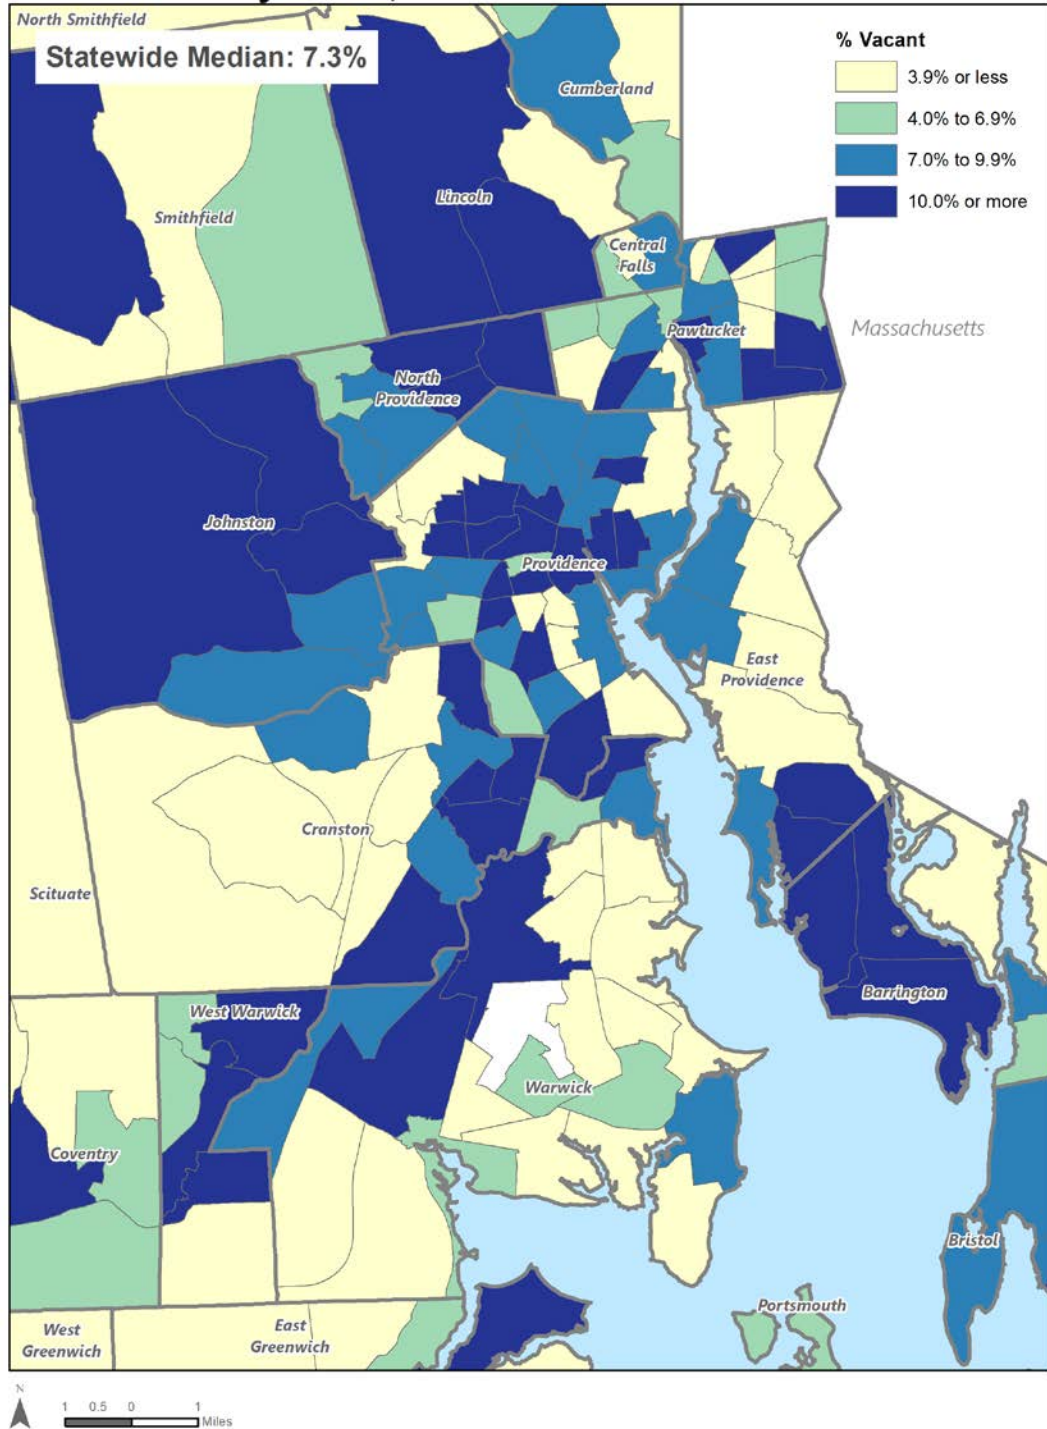 North Smithfield
Statewide Median: 7.3%
% Vacant
3.9% or less
4.0% to 6.9%
7.0% to 9.9%
10.0% or more
Cumberland
Lincoln
Smithfield
Central
Falls
Pawtucket
Massachusetts
North
Providence
Johnston
Providence
East
Providence
Cranston
Scituate
Barrington
West Warwick
Warwick
Coventry
Bristol
Portsmouth
West
Greenwich
East
Greenwich
N
1 0.5 0 1
Miles